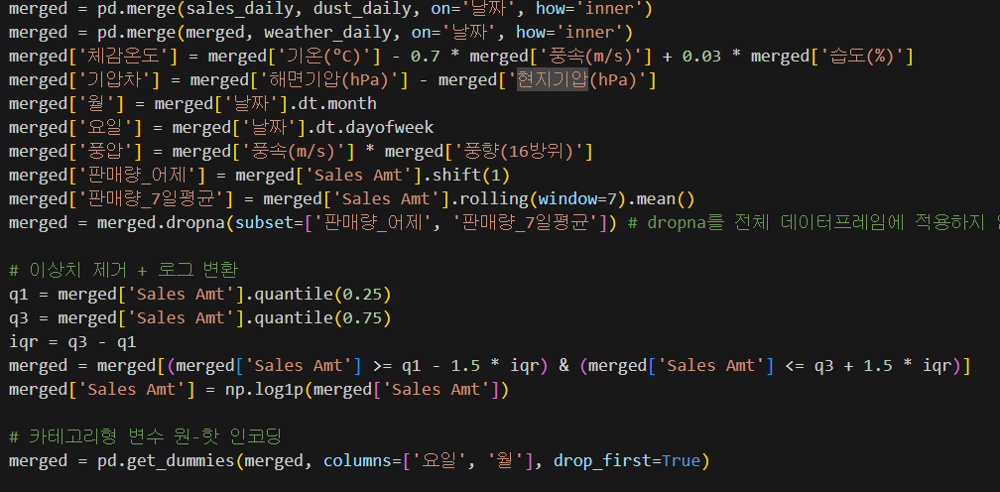 merged = pd.merge(sales_daily, dust_daily, on='날짜', how='inner')
merged = pd.merge(merged, weather_daily, on='날짜', how='inner')
merged['체감온도'] = merged['기온(°C)'] - 0.7 * merged['풍속(m/s)'] + 0.03 * merged['습도(%)']
merged['기압차'] = merged['해면기압(hPa)'] - merged['현지기압(hPa)']
merged['월'] = merged['날짜'].dt.month
merged['요일'] = merged['날짜'].dt.dayofweek
merged['풍압'] = merged['풍속(m/s)'] * merged['풍향(16방위)']
merged['판매량_어제'] = merged['Sales Amt'].shift(1)
merged['판매량_7일평균'] = merged['Sales Amt'].rolling(window=7).mean()
merged = merged.dropna(subset=['판매량_어제', '판매량_7일평균']) # dropna를 전체 데이터프레임에 적용하지
# 이상치 제거 + 로그 변환
q1 = merged['Sales Amt'].quantile(0.25)
q3 = merged['Sales Amt'].quantile(0.75)
iqr = q3 - q1
merged = merged[(merged['Sales Amt'] >= q1 - 1.5 * iqr) & (merged['Sales Amt'] <= q3 + 1.5 * iqr)]
merged['Sales Amt'] = np.log1p(merged['Sales Amt'])
# 카테고리형 변수 원-핫 인코딩
merged = pd.get_dummies(merged, columns=['요일', '월'], drop_first=True)